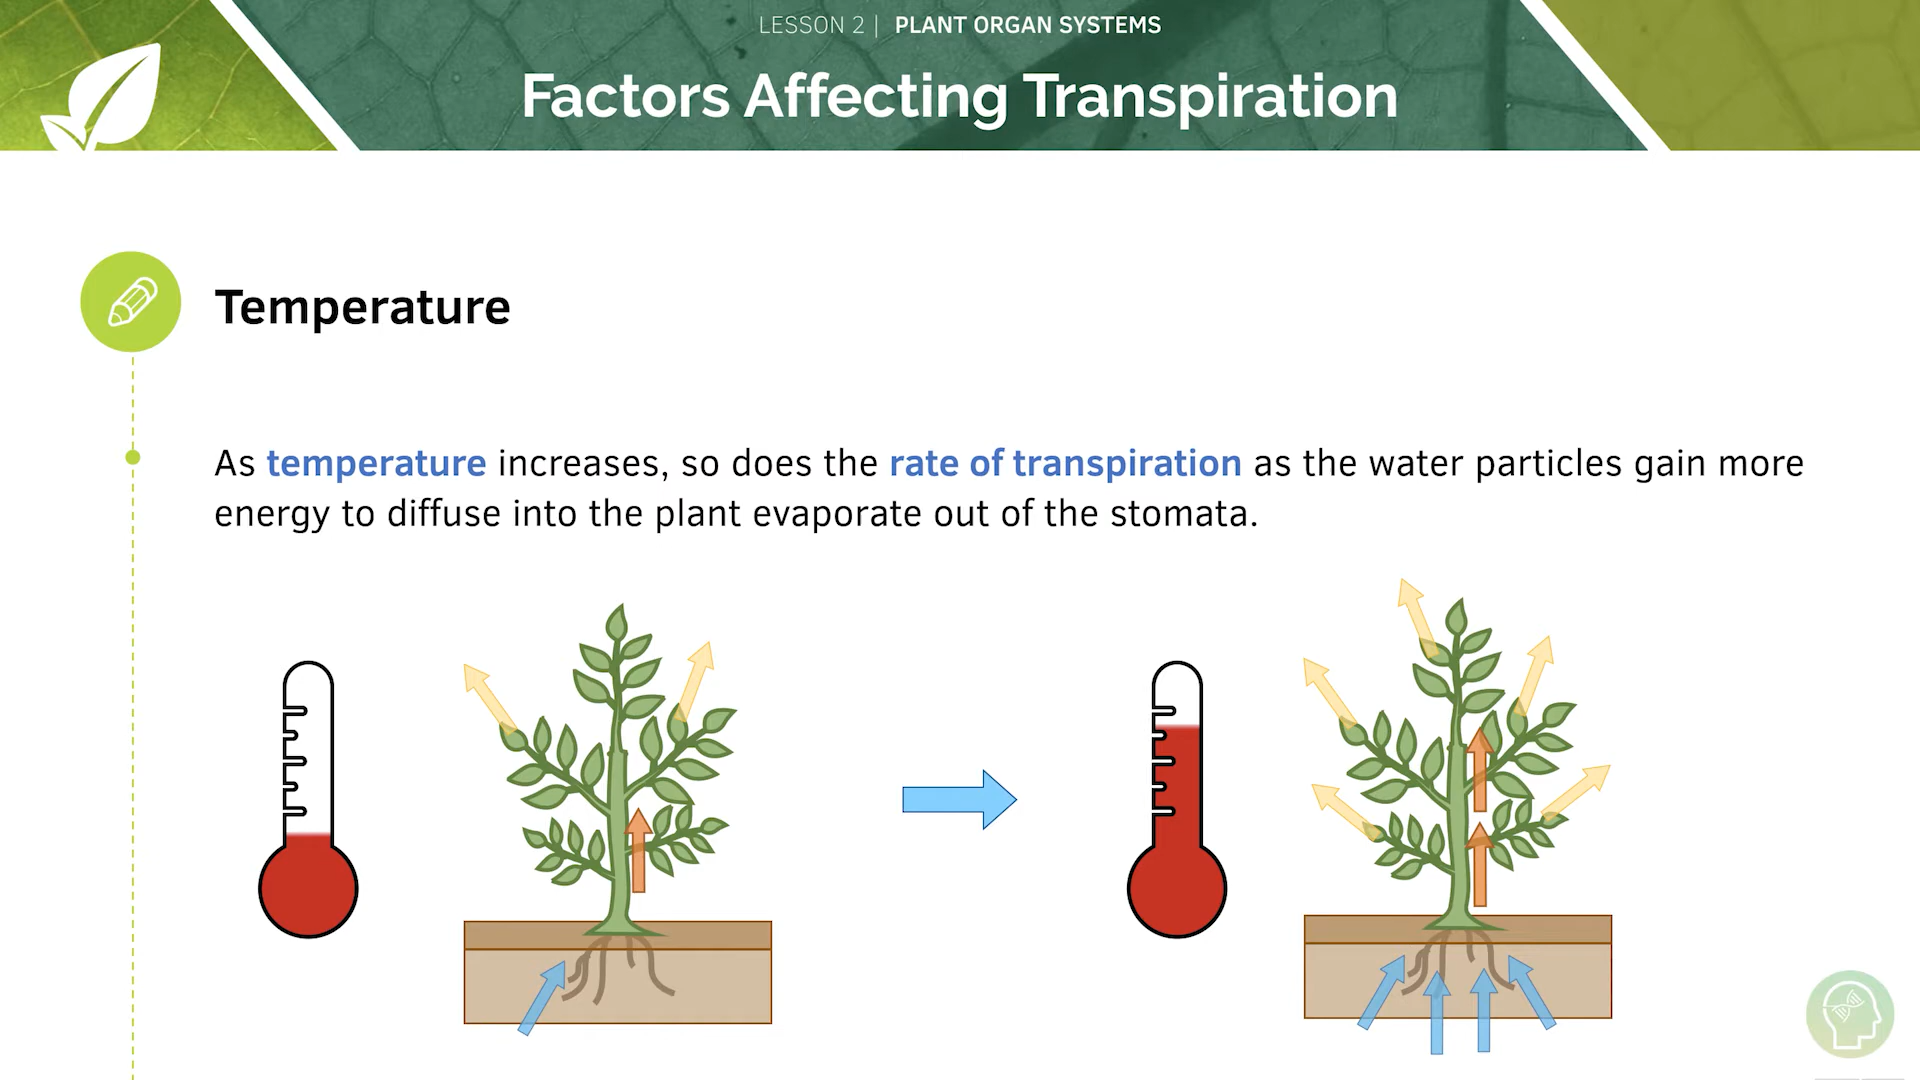 LESSON 2 | PLANT ORGAN SYSTEMS
Factors Affecting Transpiration
Temperature
As temperature increases, so does the rate of transpiration as the water particles gain more
energy to diffuse into the plant evaporate out of the stomata.